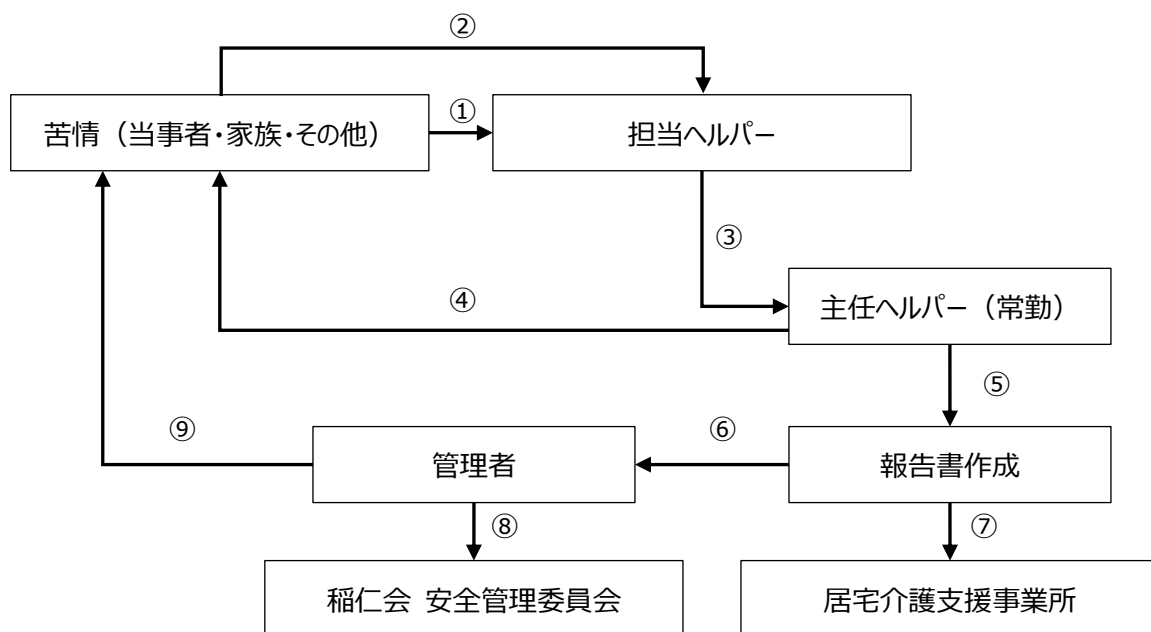 ②
苦情（当事者・家族・その他）
①
担当ヘルパー
③
④
主任ヘルパー（常勤）
⑤
⑨
管理者
⑥
報告書作成
⑧
⑦
稲仁会 安全管理委員会
居宅介護支援事業所